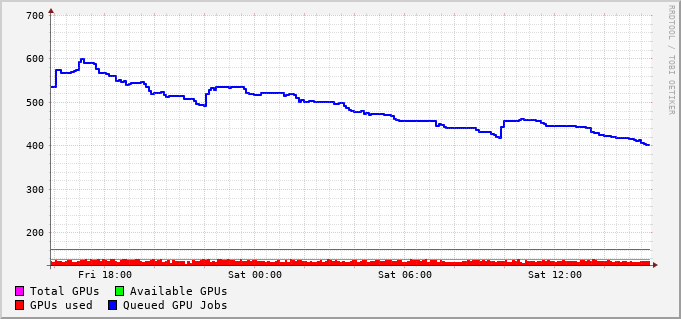 700
600
500
400
300
200
Fri 18:00 Sat 00:00 Sat 06:00 Sat 12:00
Total GPUs Available GPUs
GPUs used Queued GPU Jobs
RRDTOOL / TOBI OETIKER